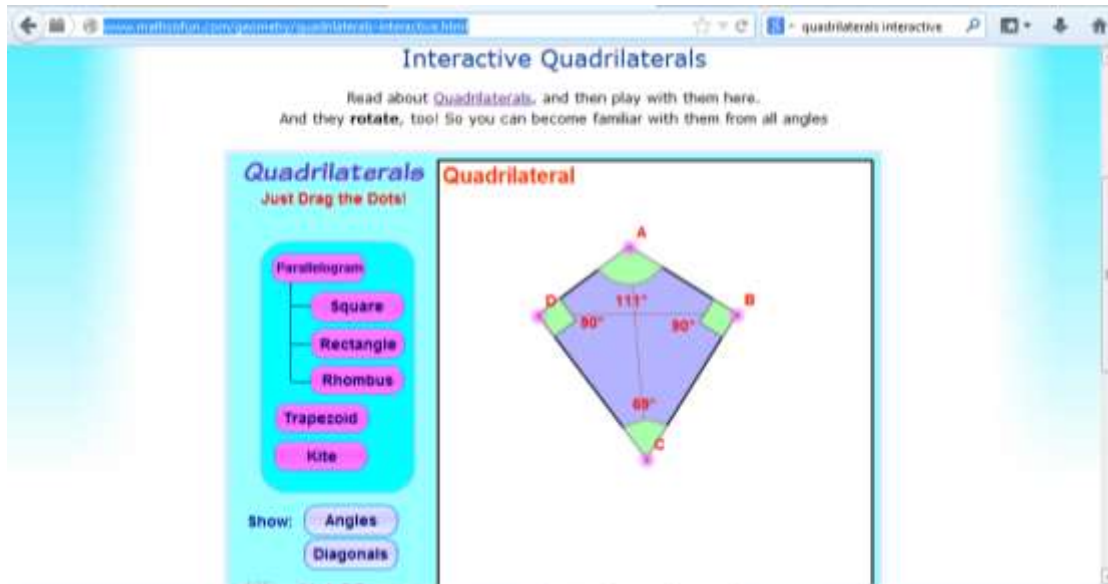 www.mathsisfun.com/geometry/quadrilaterals-interactive.html
quadrilaterals interactive
Interactive Quadrilaterals
Read about Quadrilaterals, and then play with them here.
And they rotate, too! So you can become familiar with them from all angles
Quadrilaterals
Just Drag the Dots!
Parallelogram
Square
Rectangle
Rhombus
Trapezoid
Kite
Show: Angles
Diagonals
Quadrilateral
A
D
111°
B
90°
90°
69°
C